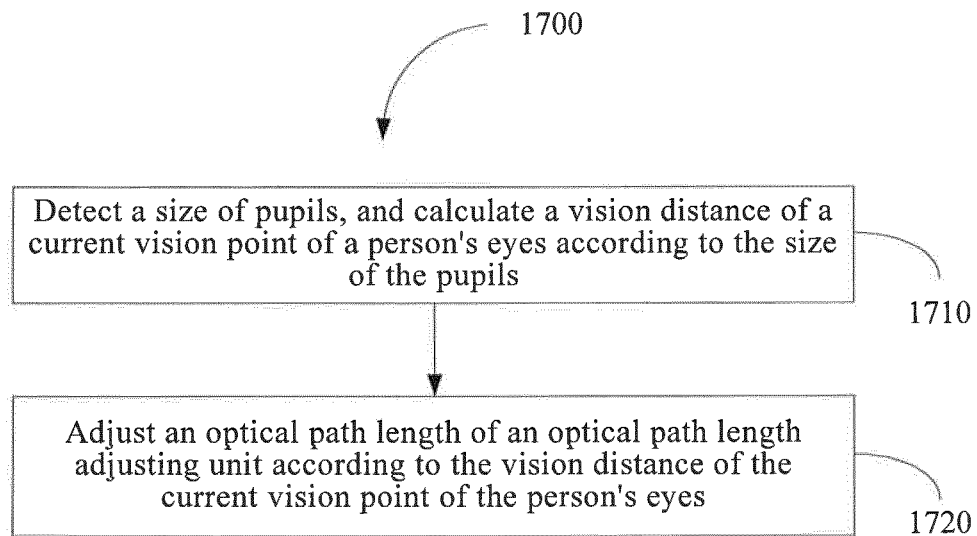 1700
Detect a size of pupils, and calculate a vision distance of a
current vision point of a person's eyes according to the size
of the pupils
1710
Adjust an optical path length of an optical path length
adjusting unit according to the vision distance of the
current vision point of the person's eyes
1720